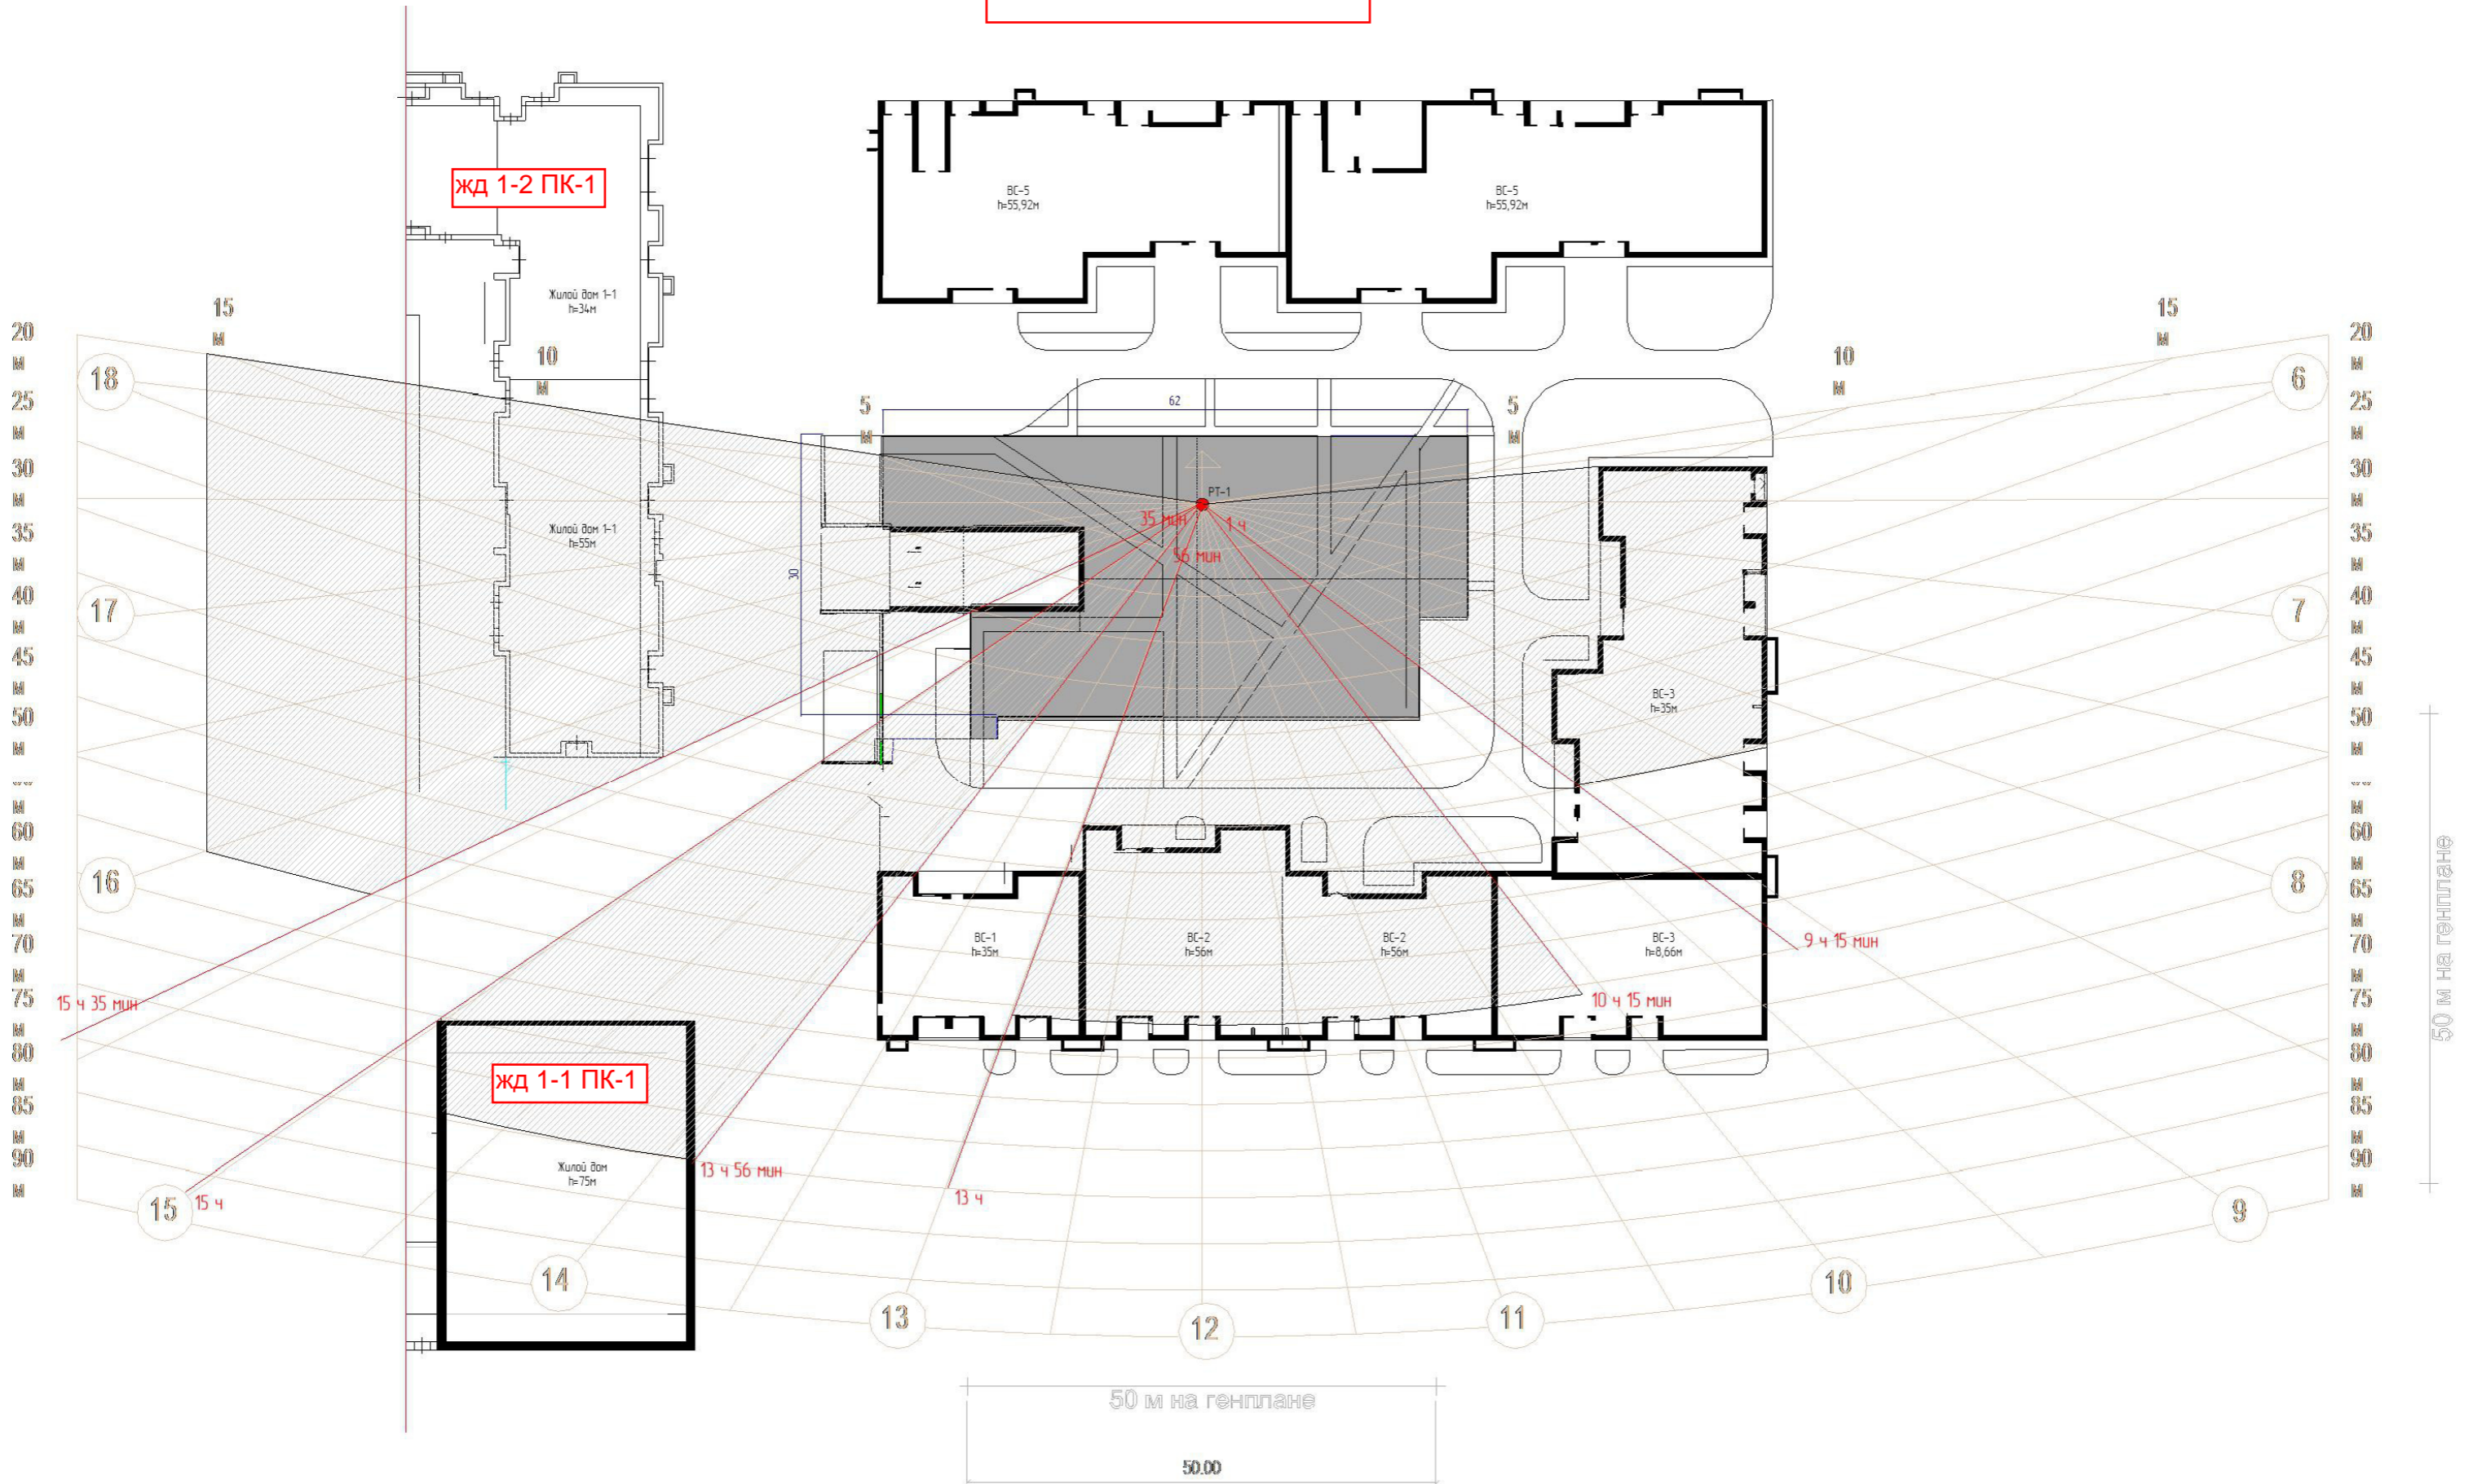 жд 1-2 ПК-1
ВС-5
h=55,92м
ВС-5
h=55,92м
Жилой дом 1-1
h=34м
15
м
15
м
10
м
10
м
5
м
5
м
62
30
20
м
25
м
30
м
35
м
40
м
45
м
50
м
м
60
м
65
м
70
м
75
м
80
м
85
м
90
м
20
м
25
м
30
м
35
м
40
м
45
м
50
м
м
60
м
65
м
70
м
75
м
80
м
85
м
90
м
18
17
16
15
14
13
12
11
10
9
8
7
6
РТ-1
35 мин
1 ч
56 мин
Жилой дом 1-1
h=55м
ВС-3
h=35м
ВС-1
h=35м
ВС-2
h=56м
ВС-2
h=56м
ВС-3
h=8,66м
9 ч 15 мин
10 ч 15 мин
15 ч 35 мин
жд 1-1 ПК-1
Жилой дом
h=75м
13 ч 56 мин
13 ч
15 ч
50 м на генплане
50 м на генплане
50.00